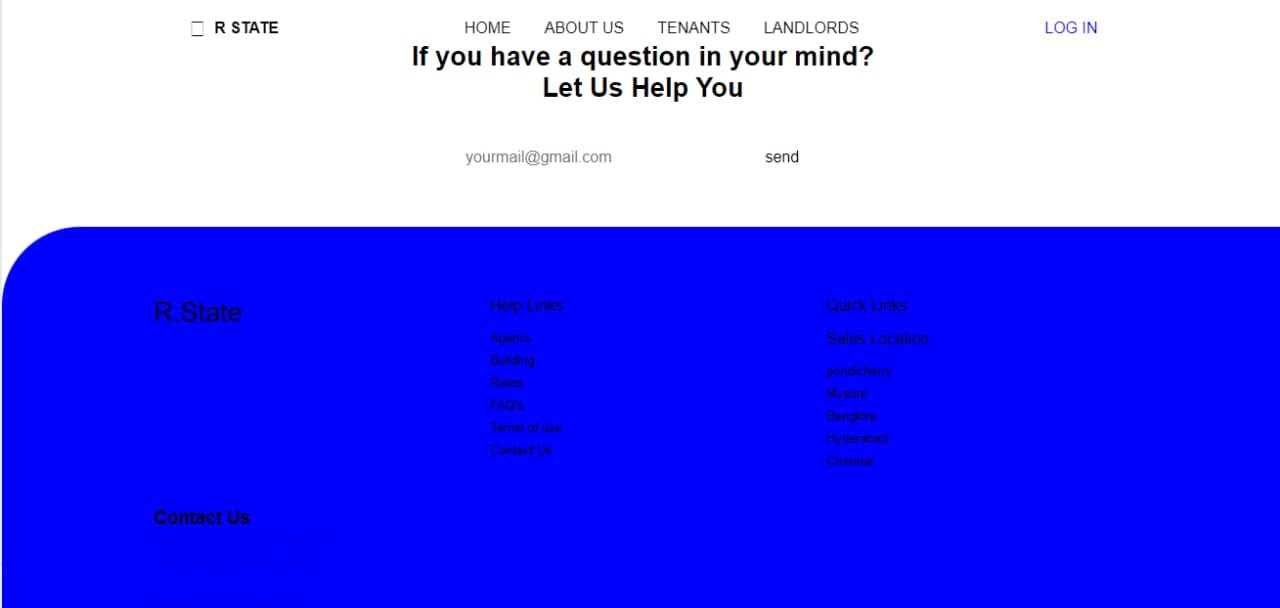 R STATE HOME ABOUT US TENANTS LANDLORDS LOG IN
If you have a question in your mind?
Let Us Help You
yourmail@gmail.com send
R.State
Help Links
Agency
Building
Rates
FAQ's
Terms of use
Contact Us
Quick Links
Sales Location
pondicherry
Mysore
Banglore
Hyderabad
Chennai
Contact Us